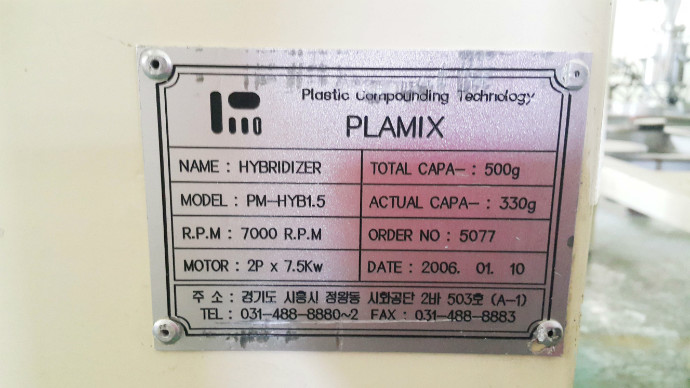 Plastic Compounding Technology
PLAMIX
NAME : HYBRIDIZER
TOTAL CAPA- : 500g
MODEL : PM-HYB1.5
ACTUAL CAPA- : 330g
R.P.M : 7000 R.P.M
ORDER NO : 5077
MOTOR : 2P x 7.5Kw
DATE : 2006. 01. 10
주 소 : 경기도 시흥시 정왕동 시화공단 2바 503호 (A-1)
TEL : 031-488-8880~2 FAX : 031-488-8883